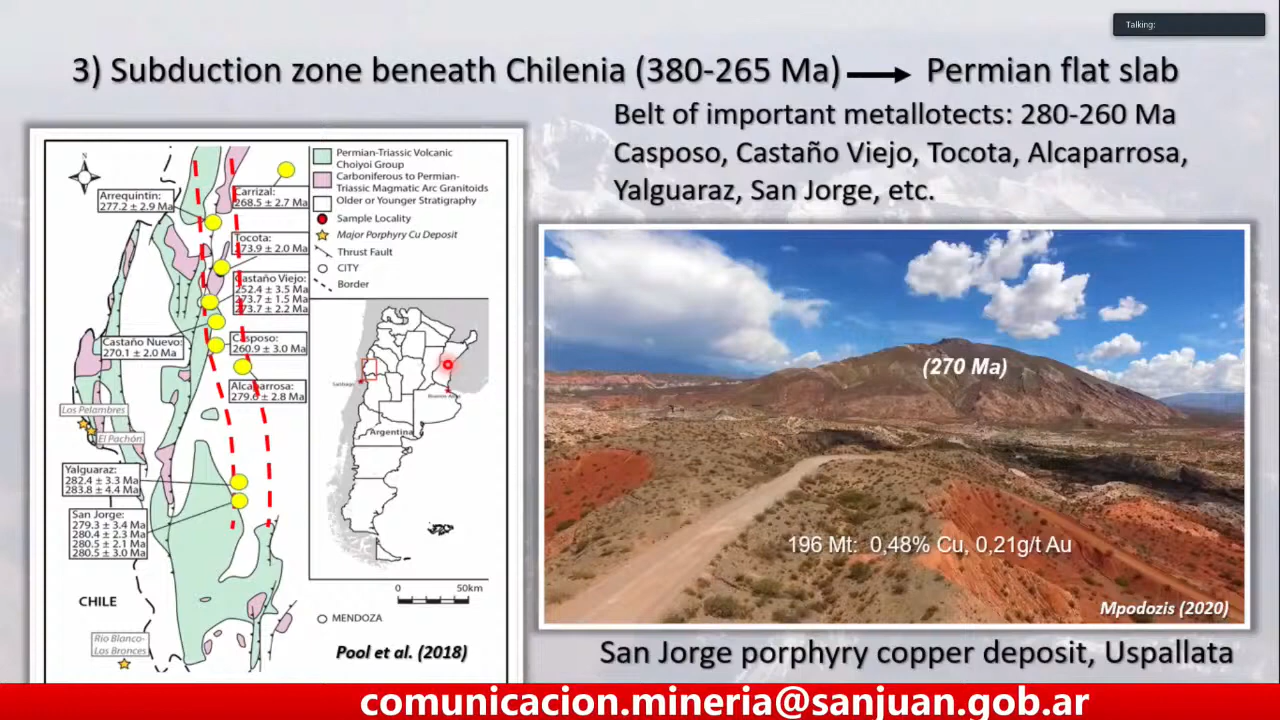 Talking:
3) Subduction zone beneath Chilenia (380-265 Ma) Permian flat slab
Belt of important metallotects: 280-260 Ma
Casposo, Castaño Viejo, Tocota, Alcaparrosa,
Yalguaraz, San Jorge, etc.
N
Arrequintin:
277.2 ± 2.9 Ma
Carrizal:
268.5 ± 2.7 Ma
Tocota:
273.9 ± 2.0 Ma
Castaño Viejo:
252.4 ± 3.5 Ma
273.7 ± 1.5 Ma
273.7 ± 2.2 Ma
Castaño Nuevo:
270.1 ± 2.0 Ma
Casposo:
260.9 ± 3.0 Ma
Alcaparrosa:
279.6 ± 2.8 Ma
Los Pelambres
El Pachón
Yalguaraz:
282.4 ± 3.3 Ma
283.8 ± 4.4 Ma
San Jorge:
279.3 ± 3.4 Ma
280.4 ± 2.3 Ma
280.5 ± 2.1 Ma
280.5 ± 3.0 Ma
CHILE
Rio Blanco-
Los Bronces
Permian-Triassic Volcanic
Choiyoi Group
Carboniferous to Permian-
Triassic Magmatic Arc Granitoids
Older or Younger Stratigraphy
Sample Locality
Major Porphyry Cu Deposit
Thrust Fault
CITY
Border
Santiago
Buenos Aires
Argentina
0 50km
MENDOZA
Pool et al. (2018)
(270 Ma)
196 Mt: 0,48% Cu, 0,21g/t Au
Mpodozis (2020)
San Jorge porphyry copper deposit, Uspallata
comunicacion.mineria@sanjuan.gob.ar